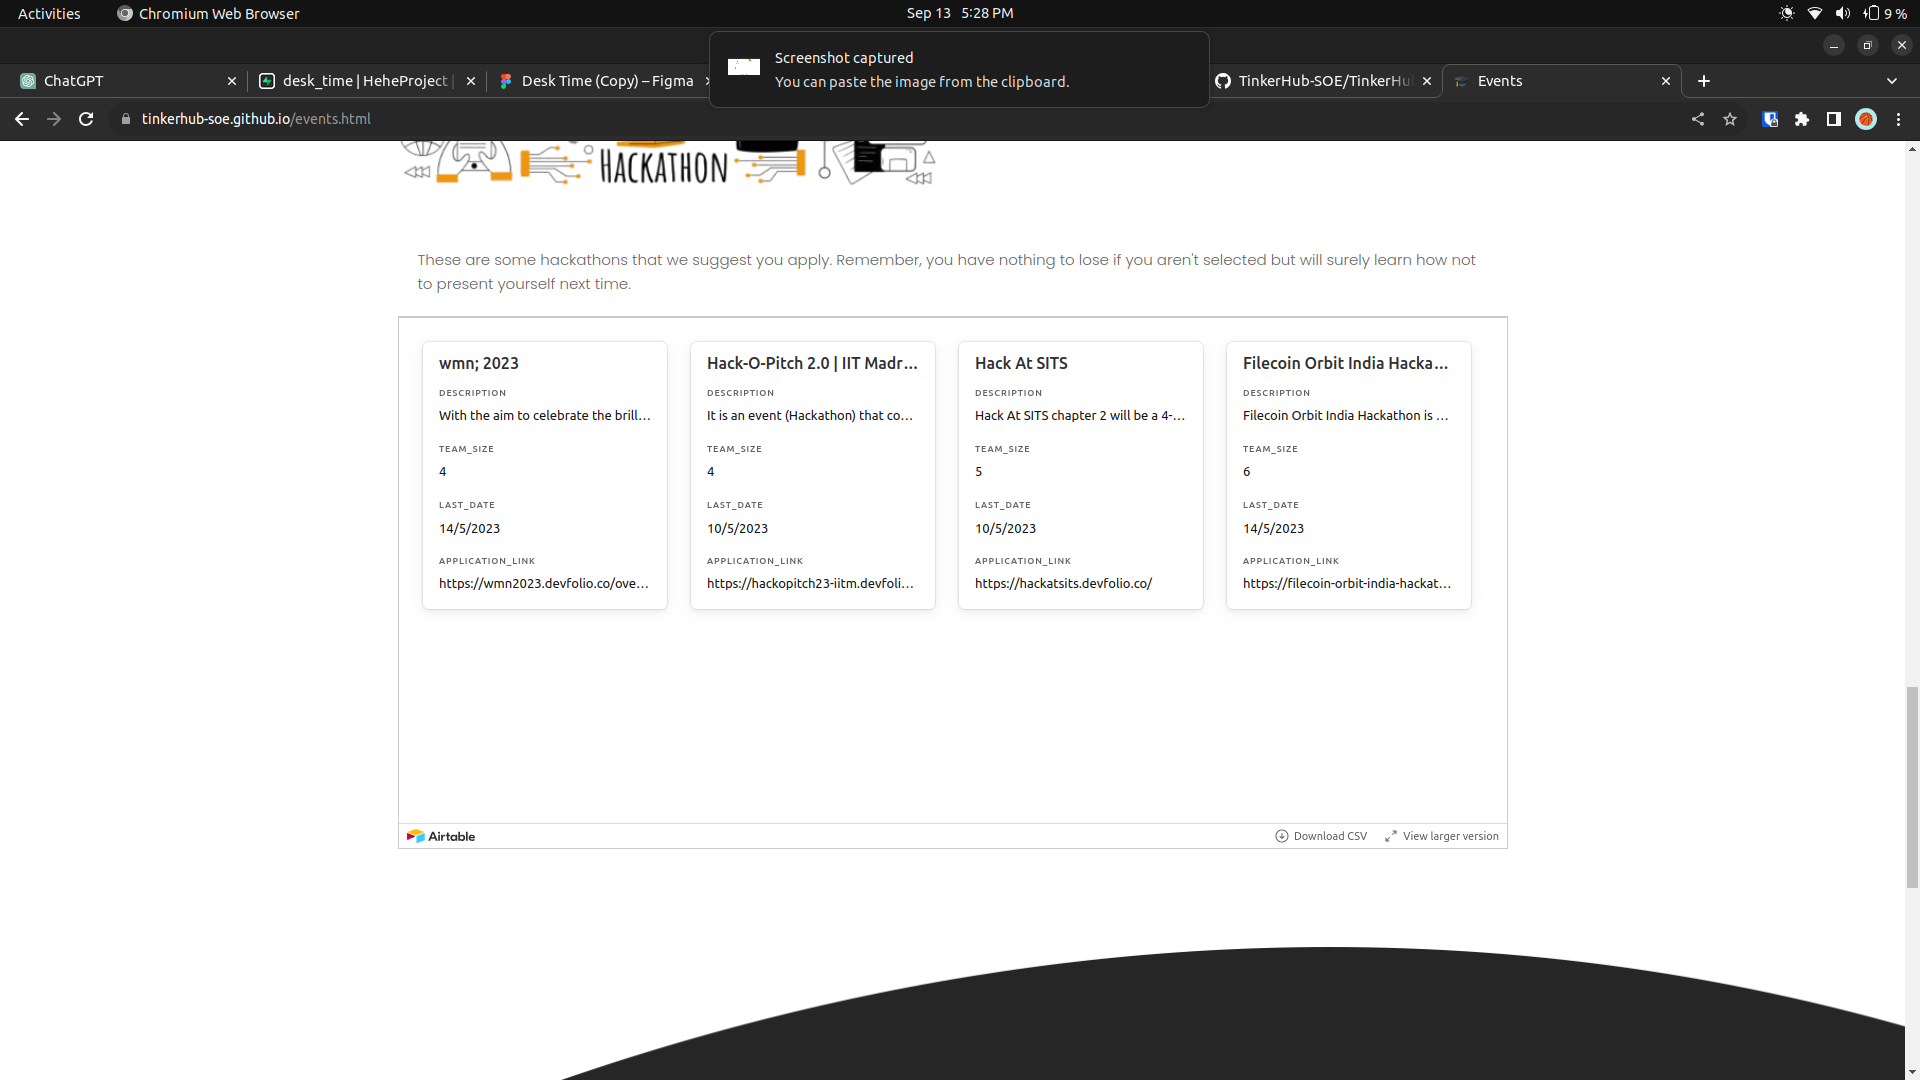 Activities
Chromium Web Browser
Sep 13 5:28 PM
9 %
Screenshot captured
You can paste the image from the clipboard.
ChatGPT
desk_time | HeheProject |
Desk Time (Copy) – Figma
TinkerHub-SOE/TinkerHu
Events
tinkerhub-soe.github.io/events.html
HACKATHON
These are some hackathons that we suggest you apply. Remember, you have nothing to lose if you aren't selected but will surely learn how not
to present yourself next time.
wmn; 2023
DESCRIPTION
With the aim to celebrate the brill...
TEAM_SIZE
4
LAST_DATE
14/5/2023
APPLICATION_LINK
https://wmn2023.devfolio.co/ove...
Hack-O-Pitch 2.0 | IIT Madr...
DESCRIPTION
It is an event (Hackathon) that co...
TEAM_SIZE
4
LAST_DATE
10/5/2023
APPLICATION_LINK
https://hackopitch23-iitm.devfoli...
Hack At SITS
DESCRIPTION
Hack At SITS chapter 2 will be a 4-...
TEAM_SIZE
5
LAST_DATE
10/5/2023
APPLICATION_LINK
https://hackatsits.devfolio.co/
Filecoin Orbit India Hacka...
DESCRIPTION
Filecoin Orbit India Hackathon is ...
TEAM_SIZE
6
LAST_DATE
14/5/2023
APPLICATION_LINK
https://filecoin-orbit-india-hackat...
Airtable
Download CSV
View larger version